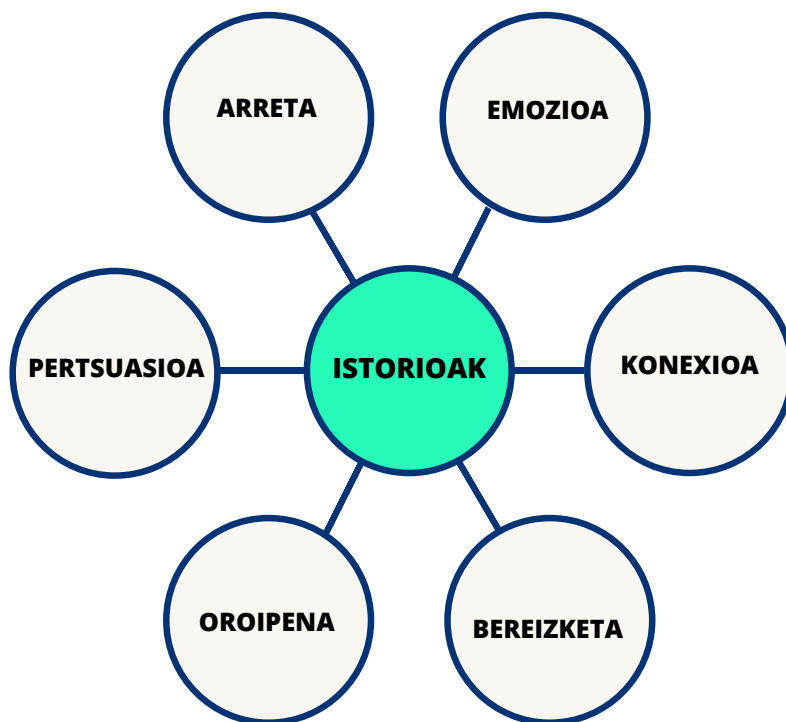 ARRETA
EMOZIOA
PERTSUASIOA
ISTORIOAK
KONEXIOA
OROIPENA
BEREIZKETA